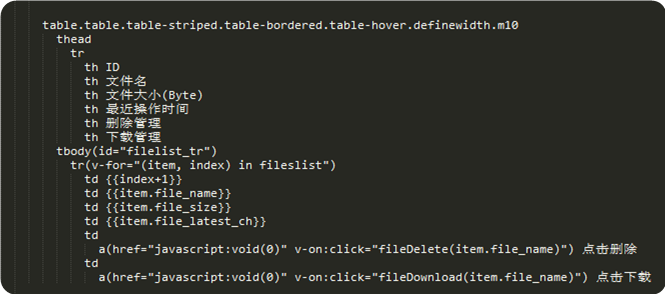 table.table.table-striped.table-bordered.table-hover.definewidth.m10
thead
tr
th ID
th 文件名
th 文件大小(Byte)
th 最近操作时间
th 删除管理
th 下载管理
tbody(id="filelist_tr")
tr(v-for="(item, index) in fileslist")
td {{index+1}}
td {{item.file_name}}
td {{item.file_size}}
td {{item.file_latest_ch}}
td
a(href="javascript:void(0)" v-on:click="fileDelete(item.file_name)") 点击删除
td
a(href="javascript:void(0)" v-on:click="fileDownload(item.file_name)") 点击下载